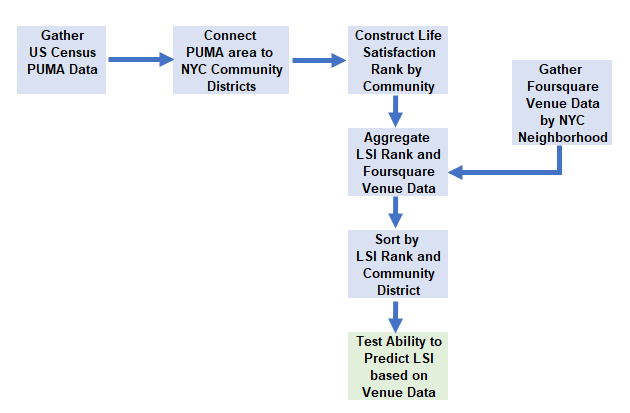 Gather
US Census
PUMA Data
Connect
PUMA area to
NYC Community
Districts
Construct Life
Satisfaction
Rank by
Community
Gather
Foursquare
Venue Data
by NYC
Neighborhood
Aggregate
LSI Rank and
Foursquare
Venue Data
Sort by
LSI Rank and
Community
District
Test Ability to
Predict LSI
based on
Venue Data